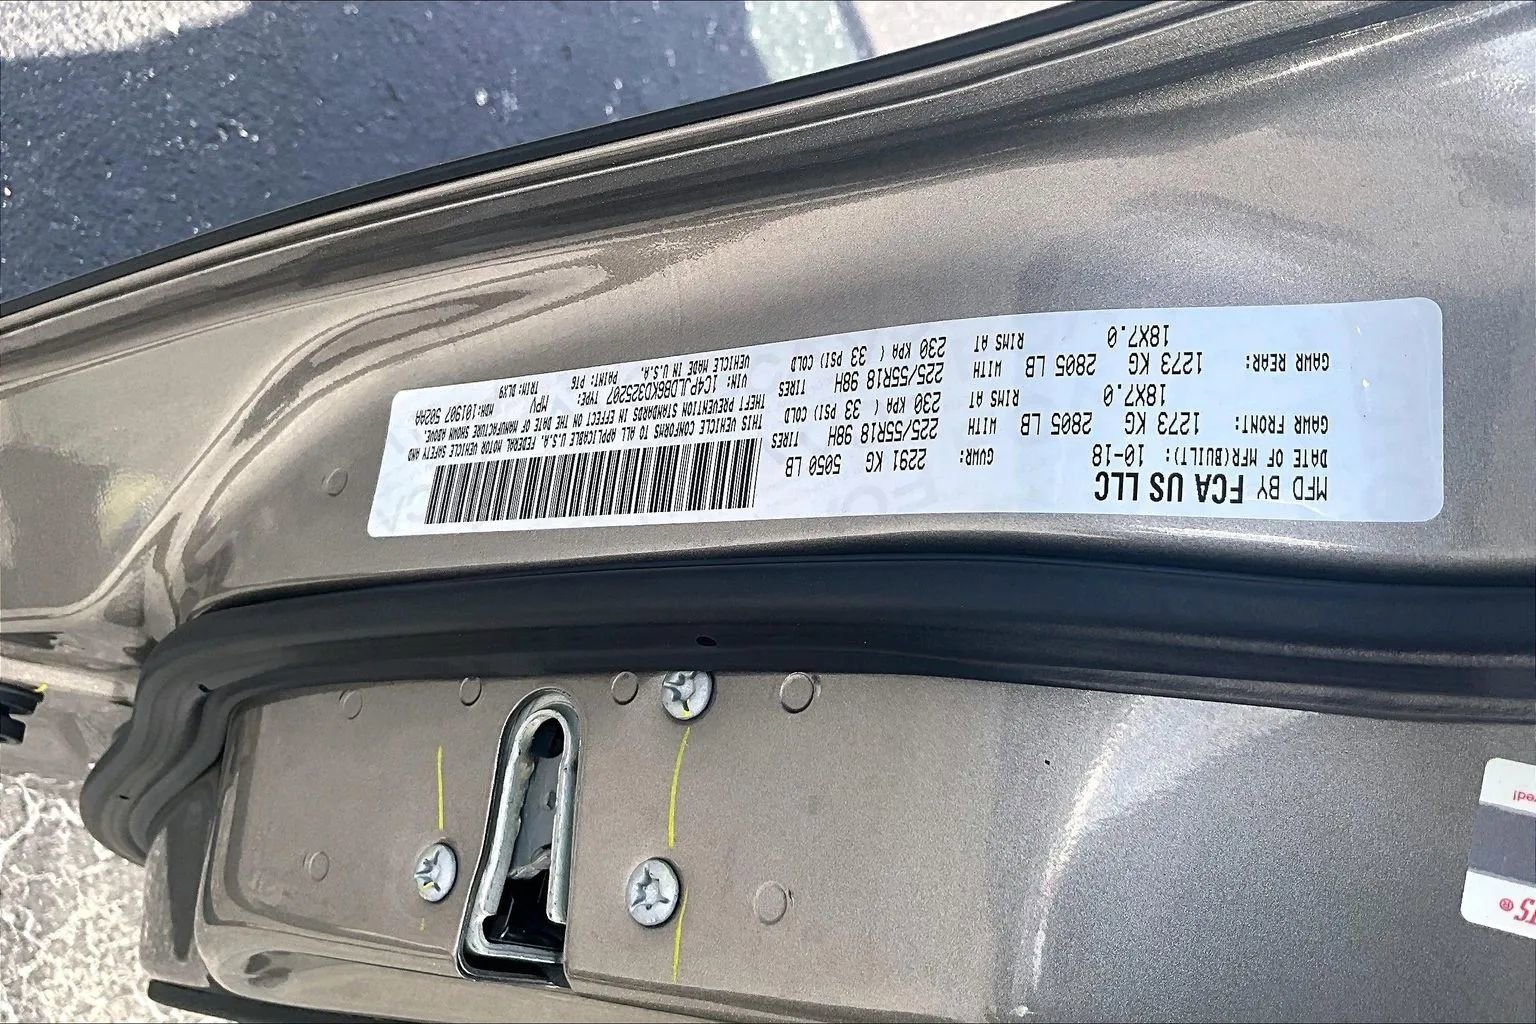 MFD BY FCA US LLC
DATE OF MFR(BUILT): 10-18 GVWR: 2291 KG 5050 LB
GAWR FRONT: 1273 KG 2805 LB WITH 225/55R18 98H TIRES
18X7.0 RIMS AT 230 KPA ( 33 PSI) COLD
GAWR REAR: 1273 KG 2805 LB WITH 225/55R18 98H TIRES
18X7.0 RIMS AT 230 KPA ( 33 PSI) COLD
THIS VEHICLE CONFORMS TO ALL APPLICABLE U.S.A. FEDERAL MOTOR VEHICLE SAFETY AND
THEFT PREVENTION STANDARDS IN EFFECT ON THE DATE OF MANUFACTURE SHOWN ABOVE.
VIN: 1C4PJLDB6KD325207 TYPE: MPV MDH:101907 502AA
VEHICLE MADE IN U.S.A. PAINT: PTG TRIM: DLX9